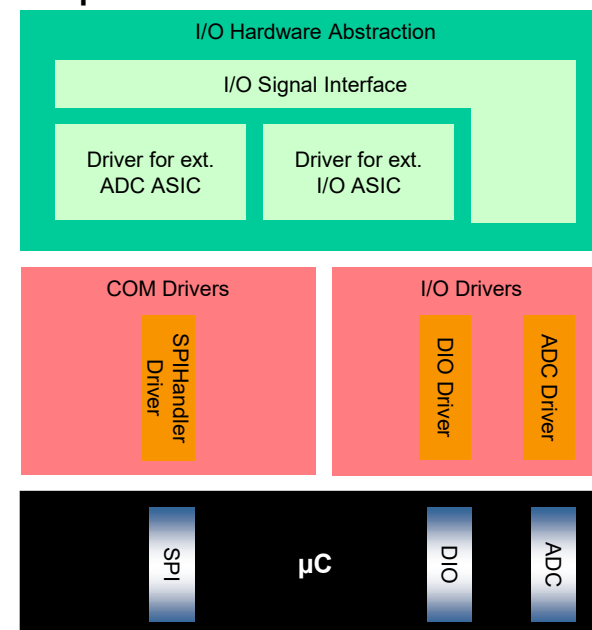 I/O Hardware Abstraction
I/O Signal Interface
Driver for ext.
ADC ASIC
Driver for ext.
I/O ASIC
COM Drivers
I/O Drivers
SPIHandler
Driver
DIO Driver
ADC Driver
SPI
µC
DIO
ADC